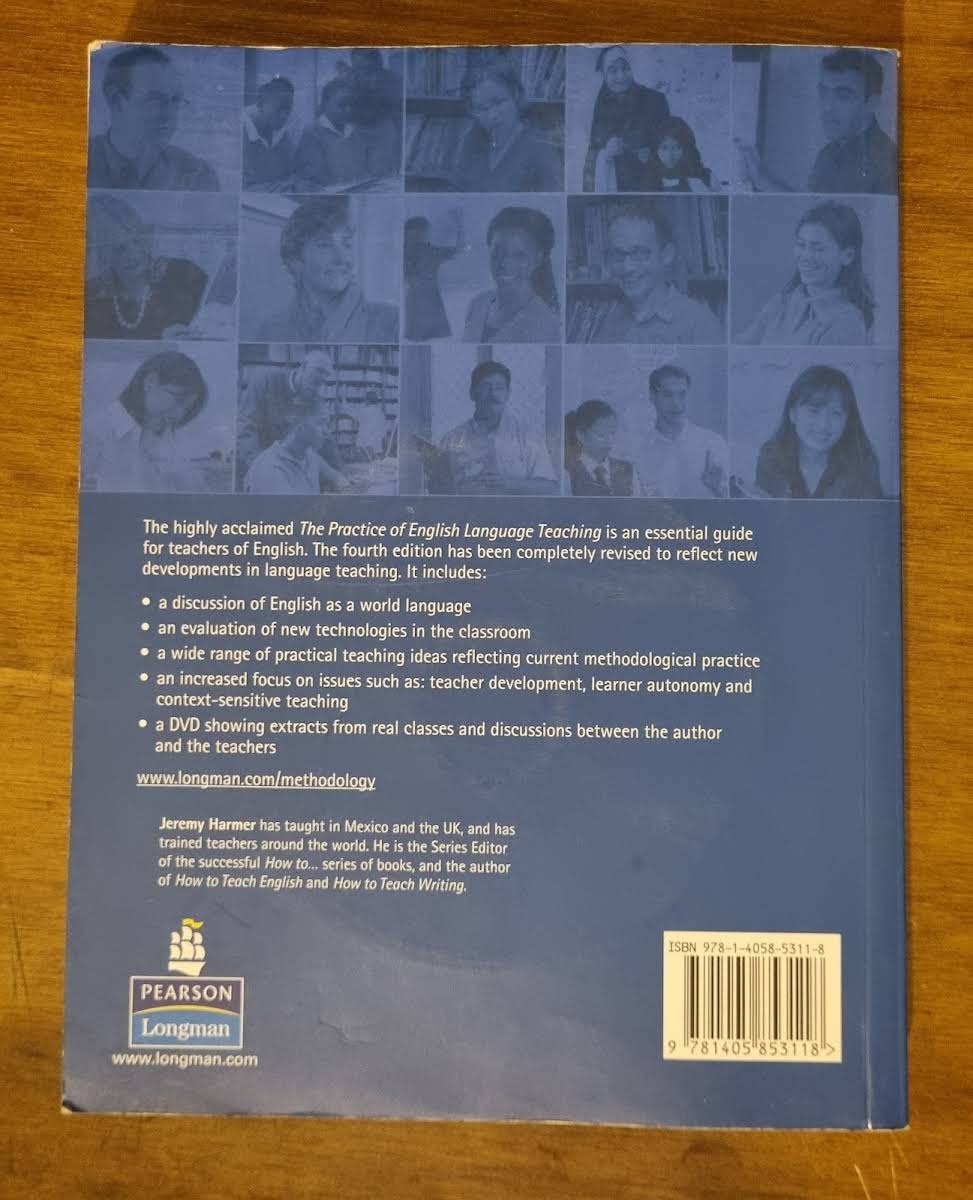 The highly acclaimed The Practice of English Language Teaching is an essential guide
for teachers of English. The fourth edition has been completely revised to reflect new
developments in language teaching. It includes:
• a discussion of English as a world language
• an evaluation of new technologies in the classroom
• a wide range of practical teaching ideas reflecting current methodological practice
• an increased focus on issues such as: teacher development, learner autonomy and
context-sensitive teaching
• a DVD showing extracts from real classes and discussions between the author
and the teachers
www.longman.com/methodology
Jeremy Harmer has taught in Mexico and the UK, and has
trained teachers around the world. He is the Series Editor
of the successful How to... series of books, and the author
of How to Teach English and How to Teach Writing.
PEARSON
Longman
www.longman.com
ISBN 978-1-4058-5311-8
9 781405 853118 >